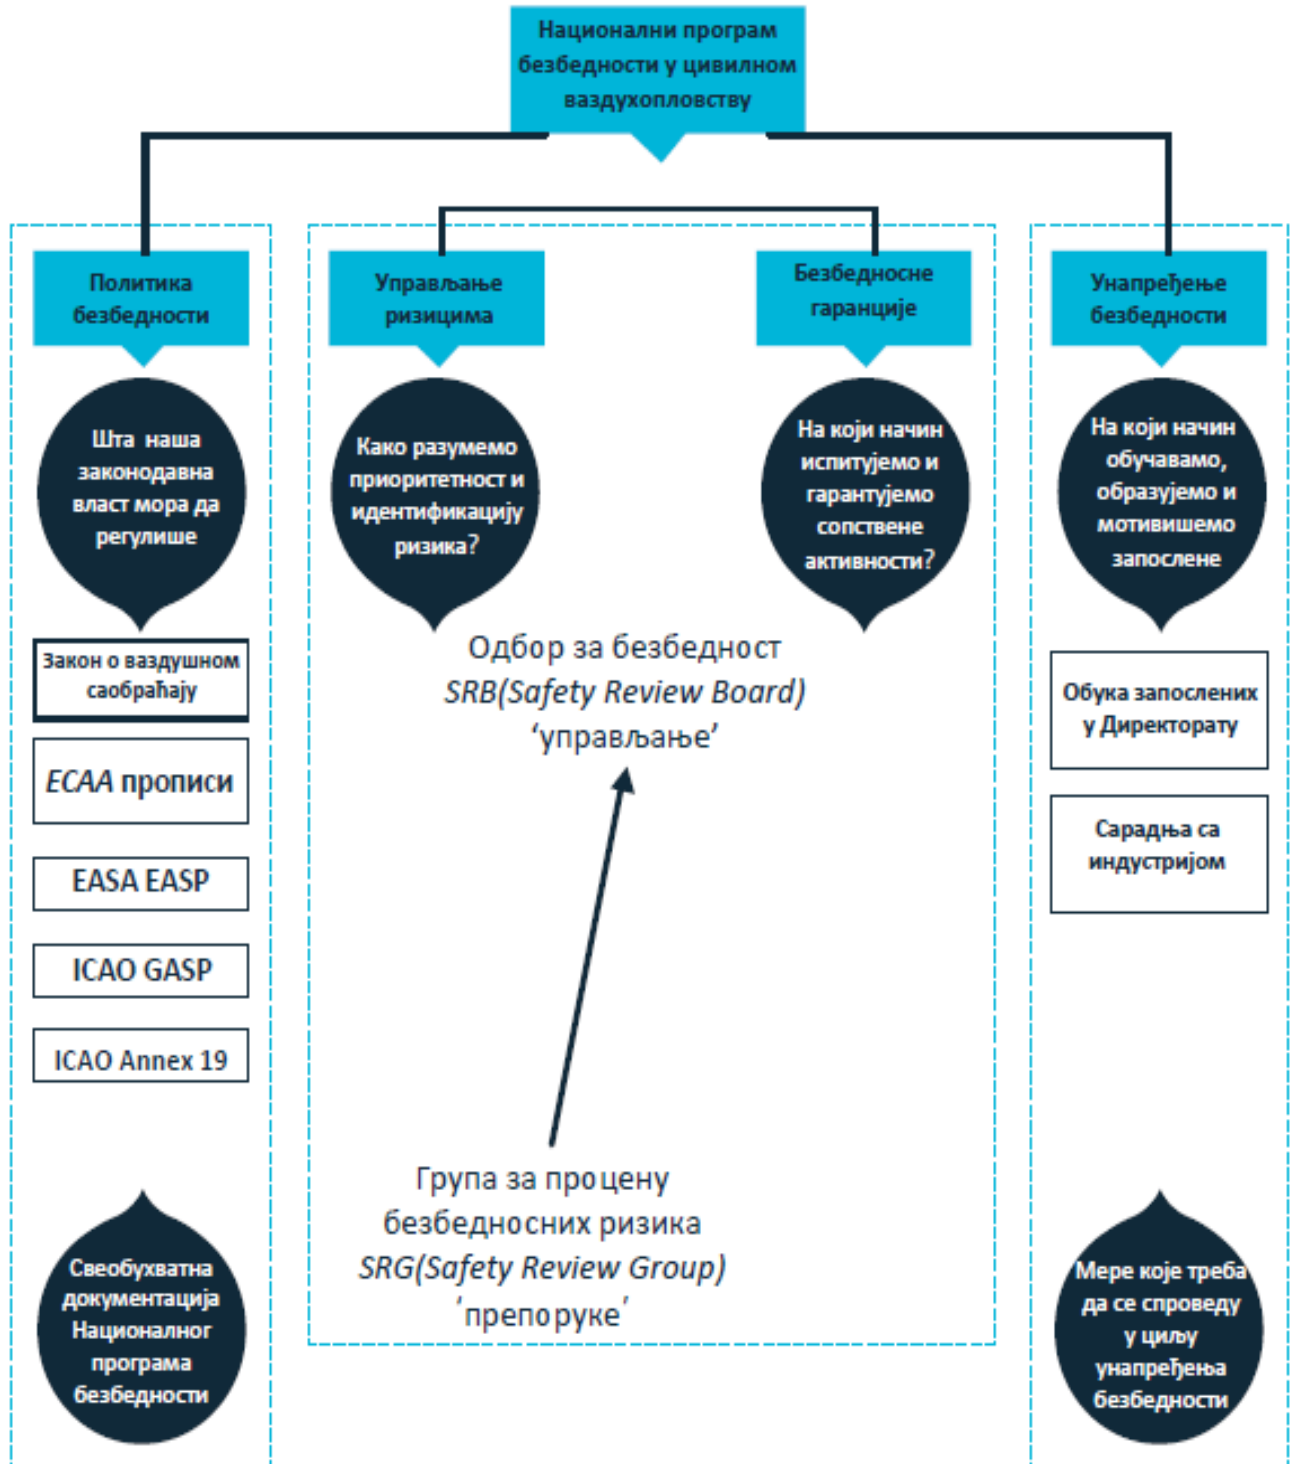 Национални програм
безбедности у цивилном
ваздухопловству
Политика
безбедности
Шта наша
законодавна
власт мора да
регулише
Закон о ваздушном
саобраћају
ECAA прописи
EASA EASP
ICAO GASP
ICAO Annex 19
Свеобухватна
документација
Националног
програма
безбедности
Управљање
ризицима
Како разумемо
приоритетност и
идентификацију
ризика?
Безбедносне
гаранције
На који начин
испитујемо и
гарантујемо
сопствене
активности?
Одбор за безбедност
SRB(Safety Review Board)
‘управљање’
Група за процену
безбедносних ризика
SRG(Safety Review Group)
‘препоруке’
Унапређење
безбедности
На који начин
обучавамо,
образујемо и
мотивишемо
запослене
Обука запослених
у Директорату
Сарадња са
индустријом
Мере које треба
да се спроведу
у циљу
унапређења
безбедности